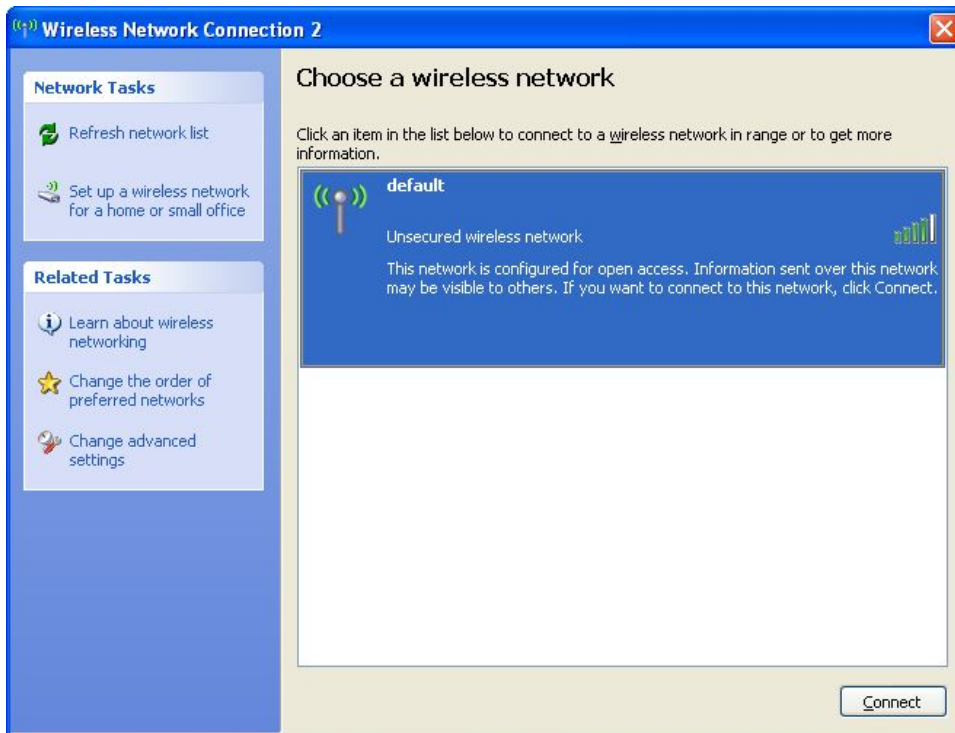 Wireless Network Connection 2
Network Tasks
Refresh network list
Set up a wireless network
for a home or small office
Related Tasks
Learn about wireless
networking
Change the order of
preferred networks
Change advanced
settings
Choose a wireless network
Click an item in the list below to connect to a wireless network in range or to get more
information.
default
Unsecured wireless network
This network is configured for open access. Information sent over this network
may be visible to others. If you want to connect to this network, click Connect.
Connect